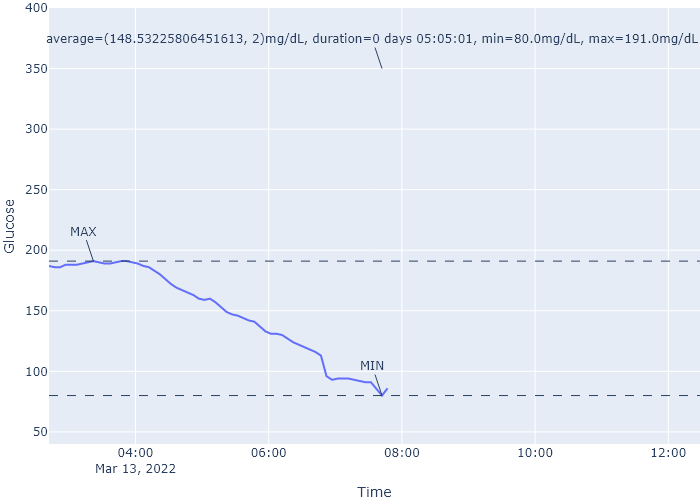 400
average=(148.53225806451613, 2)mg/dL, duration=0 days 05:05:01, min=80.0mg/dL, max=191.0mg/dL
350
300
250
MAX
200
Glucose
150
MIN
100
50
04:00 06:00 08:00 10:00 12:00
Mar 13, 2022
Time